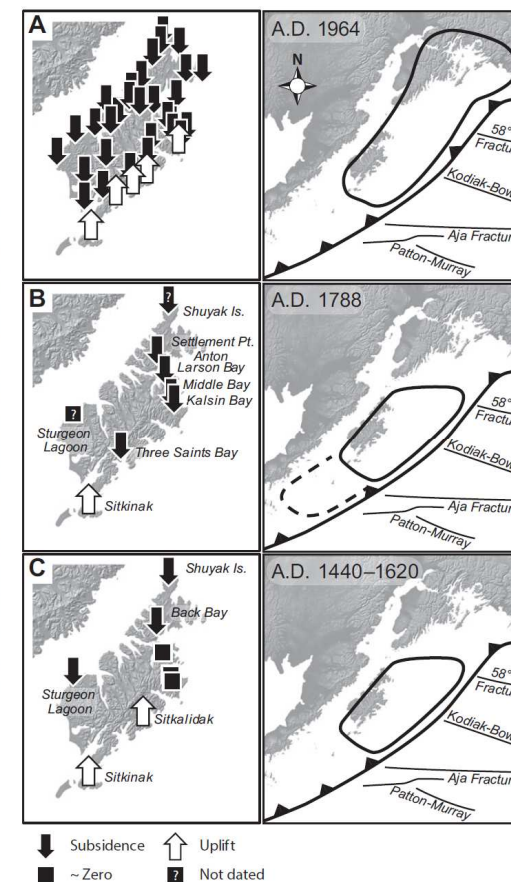 A
A.D. 1964
N
58°
Fractu
Kodiak-Bow
Aja Fractur
Patton-Murray
B
?
Shuyak Is.
Settlement Pt.
Anton
Larson Bay
Middle Bay
Kalsin Bay
?
Sturgeon
Lagoon
Three Saints Bay
Sitkinak
A.D. 1788
58°
Fractu
Kodiak-Bow
Aja Fractur
Patton-Murray
C
Shuyak Is.
Back Bay
Sturgeon
Lagoon
Sitkalidak
Sitkinak
A.D. 1440–1620
58°
Fractu
Kodiak-Bow
Aja Fractur
Patton-Murray
Subsidence
Uplift
~ Zero
? Not dated